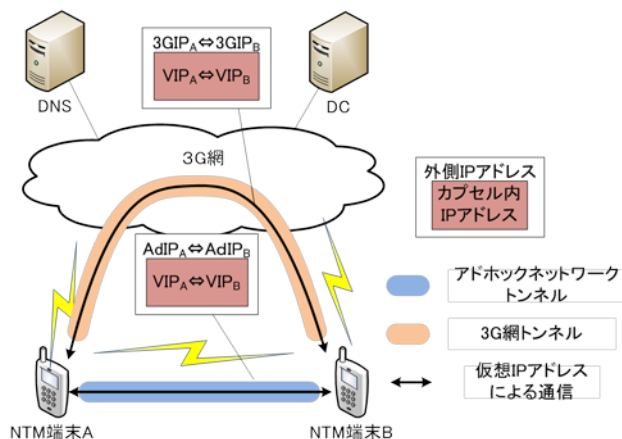 3GIPA⇔3GIPB
VIPA⇔VIPB
DNS
DC
3G網
外側IPアドレス
カプセル内
IPアドレス
AdIPA⇔AdIPB
VIPA⇔VIPB
アドホックネットワーク
トンネル
3G網トンネル
仮想IPアドレス
による通信
NTM端末A
NTM端末B